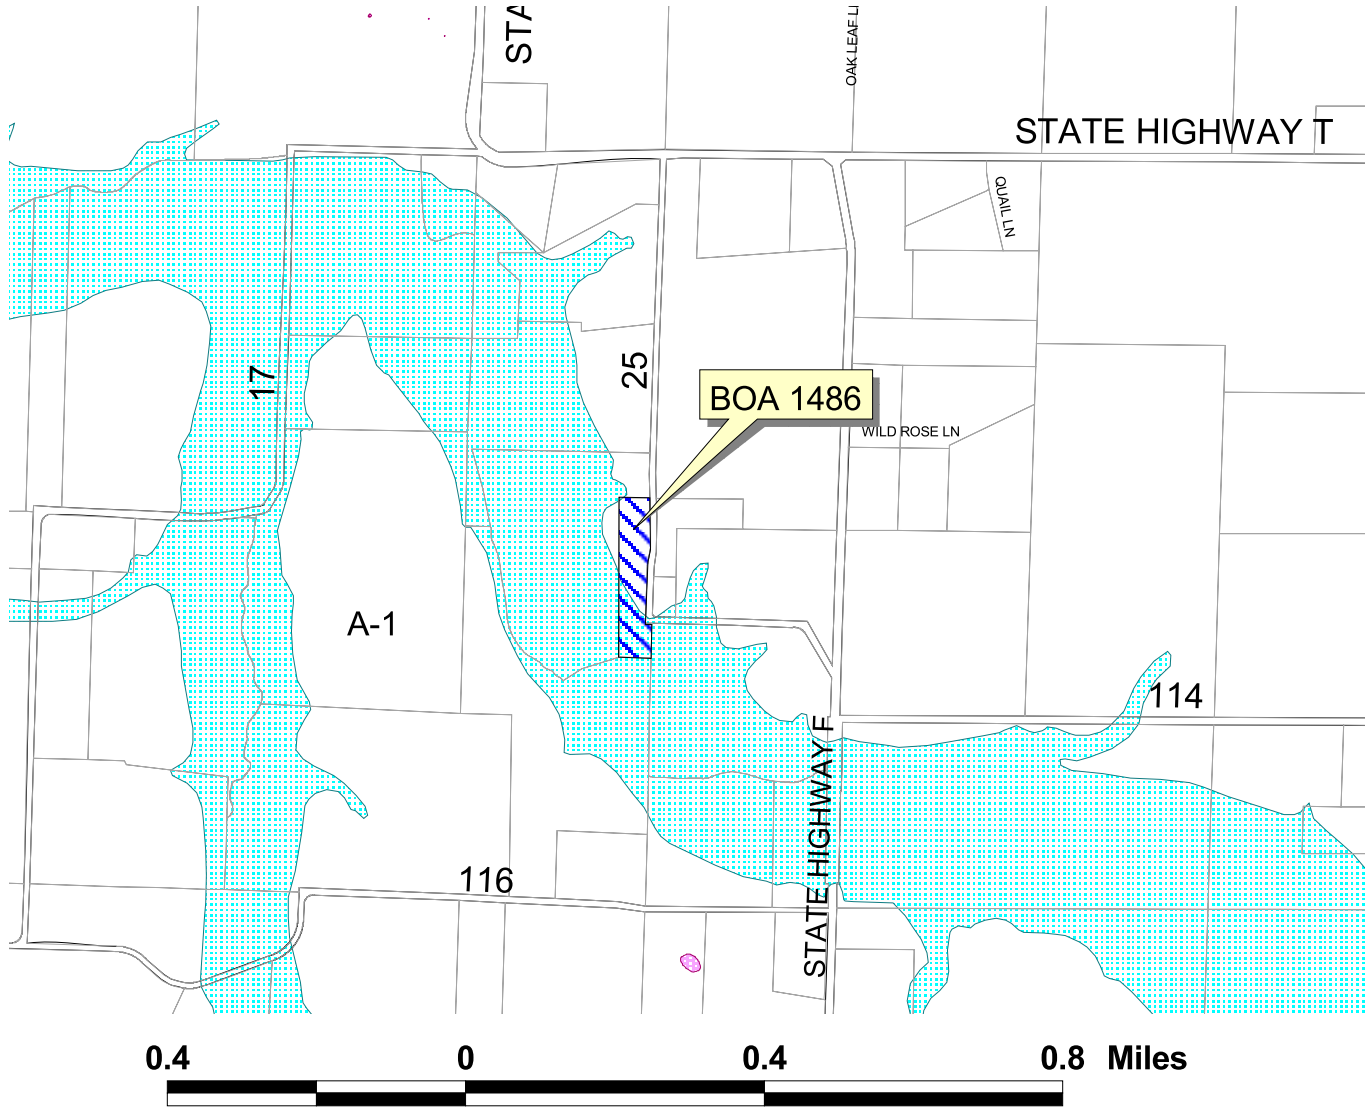 STA
OAK LEAF L
STATE HIGHWAY T
QUAIL LN
17
25
BOA 1486
WILD ROSE LN
A-1
114
STATE HIGHWAY F
116
0.4 0 0.4 0.8 Miles